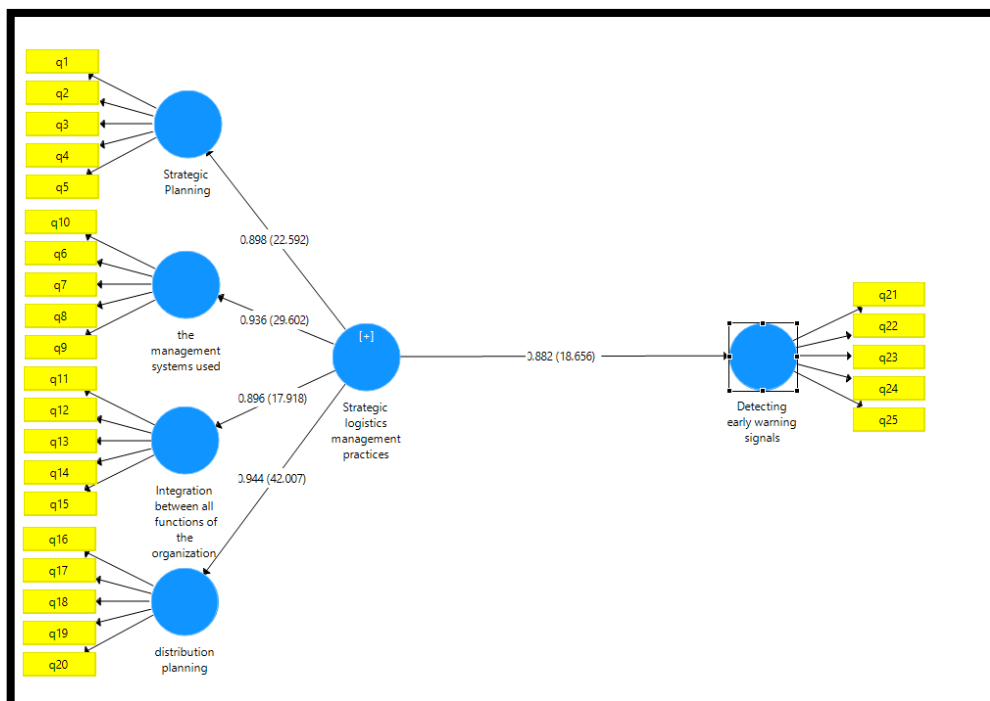 q1
q2
q3
q4
q5
Strategic
Planning
q10
q6
q7
q8
q9
the
management
systems used
q11
q12
q13
q14
q15
Integration
between all
functions of
the
organization
q16
q17
q18
q19
q20
distribution
planning
0.898 (22.592)
0.936 (29.602)
0.896 (17.918)
0.944 (42.007)
[+]
Strategic
logistics
management
practices
0.882 (18.656)
Detecting
early warning
signals
q21
q22
q23
q24
q25